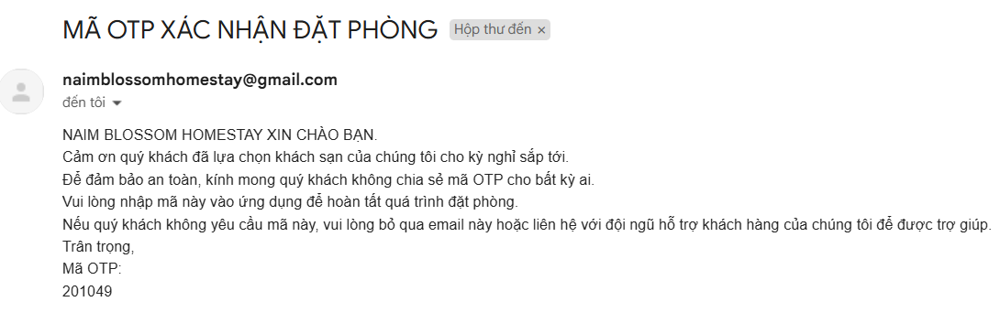 MÃ OTP XÁC NHẬN ĐẶT PHÒNG Hộp thư đến ×
naimblossomhomestay@gmail.com
đến tôi
NAIM BLOSSOM HOMESTAY XIN CHÀO BẠN.
Cảm ơn quý khách đã lựa chọn khách sạn của chúng tôi cho kỳ nghỉ sắp tới.
Để đảm bảo an toàn, kính mong quý khách không chia sẻ mã OTP cho bất kỳ ai.
Vui lòng nhập mã này vào ứng dụng để hoàn tất quá trình đặt phòng.
Nếu quý khách không yêu cầu mã này, vui lòng bỏ qua email này hoặc liên hệ với đội ngũ hỗ trợ khách hàng của chúng tôi để được trợ giúp.
Trân trọng,
Mã OTP:
201049